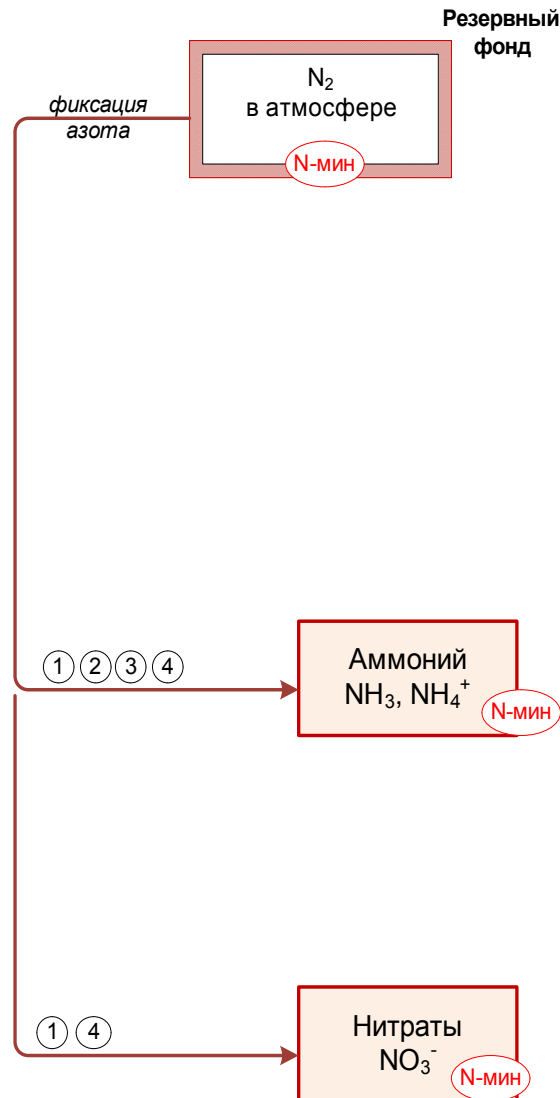 Резервный
фонд
N₂
в атмосфере
N-мин
фиксация
азота
1 2 3 4
Аммоний
NH₃, NH₄⁺
N-мин
1 4
Нитраты
NO₃⁻
N-мин